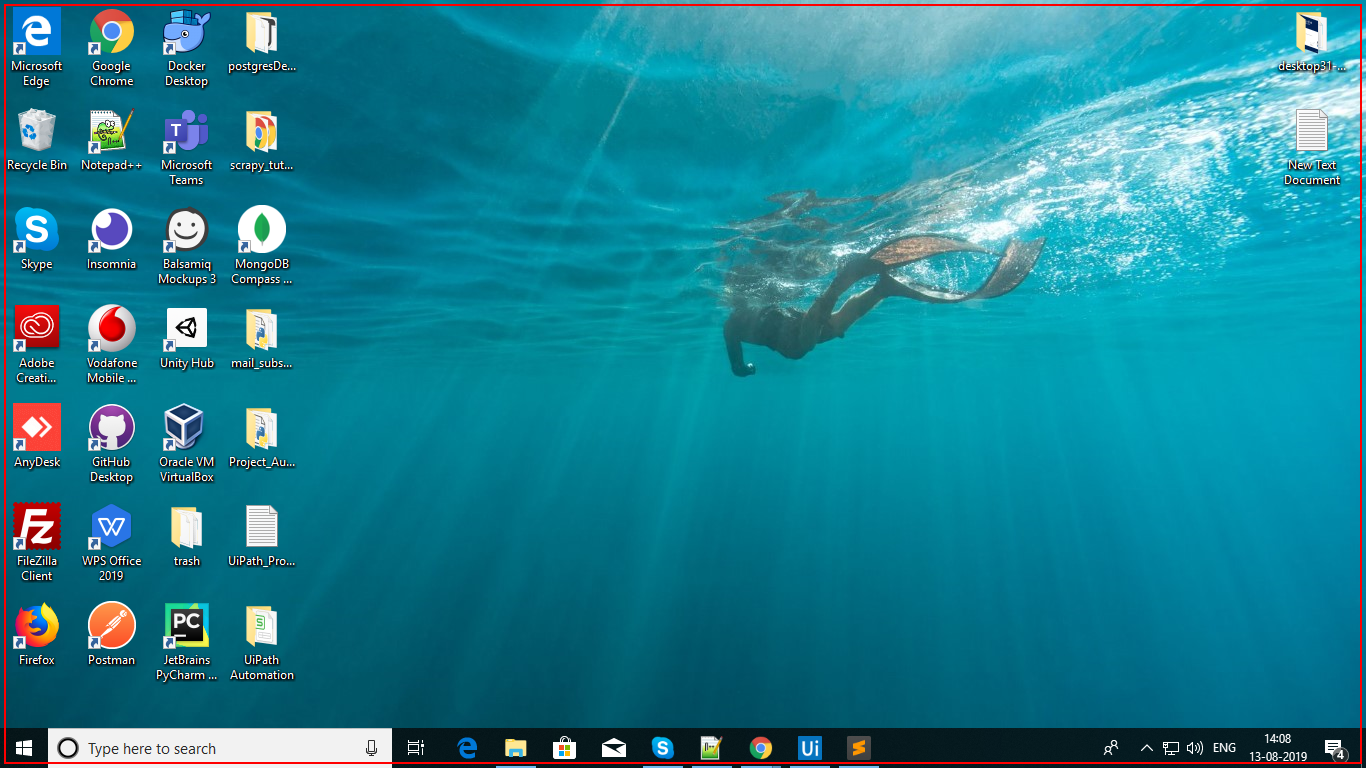 Microsoft
Edge
Google
Chrome
Docker
Desktop
postgresDe...
desktop31-...
Recycle Bin
Notepad++
Microsoft
Teams
scrapy_tut...
New Text
Document
Skype
Insomnia
Balsamiq
Mockups 3
MongoDB
Compass ...
Adobe
Creati...
Vodafone
Mobile ...
Unity Hub
mail_subs...
AnyDesk
GitHub
Desktop
Oracle VM
VirtualBox
Project_Au...
FileZilla
Client
WPS Office
2019
trash
UiPath_Pro...
Firefox
Postman
PC
JetBrains
PyCharm ...
UiPath
Automation
Type here to search
Ui
ENG
14:08
13-08-2019
4